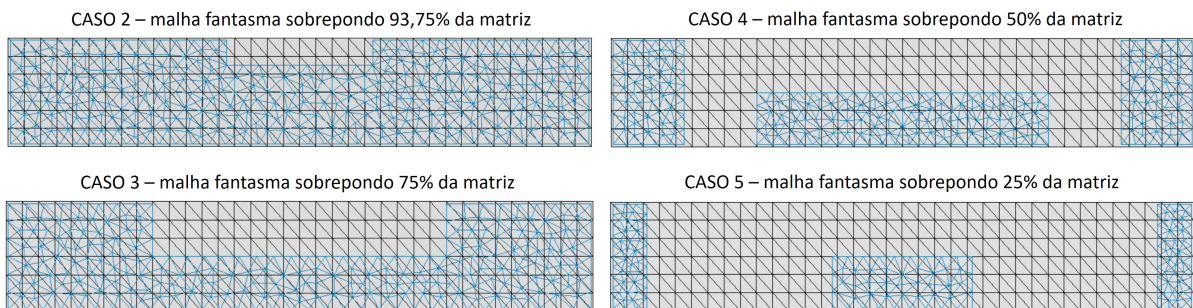 CASO 2 – malha fantasma sobrepondo 93,75% da matriz
CASO 4 – malha fantasma sobrepondo 50% da matriz
CASO 3 – malha fantasma sobrepondo 75% da matriz
CASO 5 – malha fantasma sobrepondo 25% da matriz